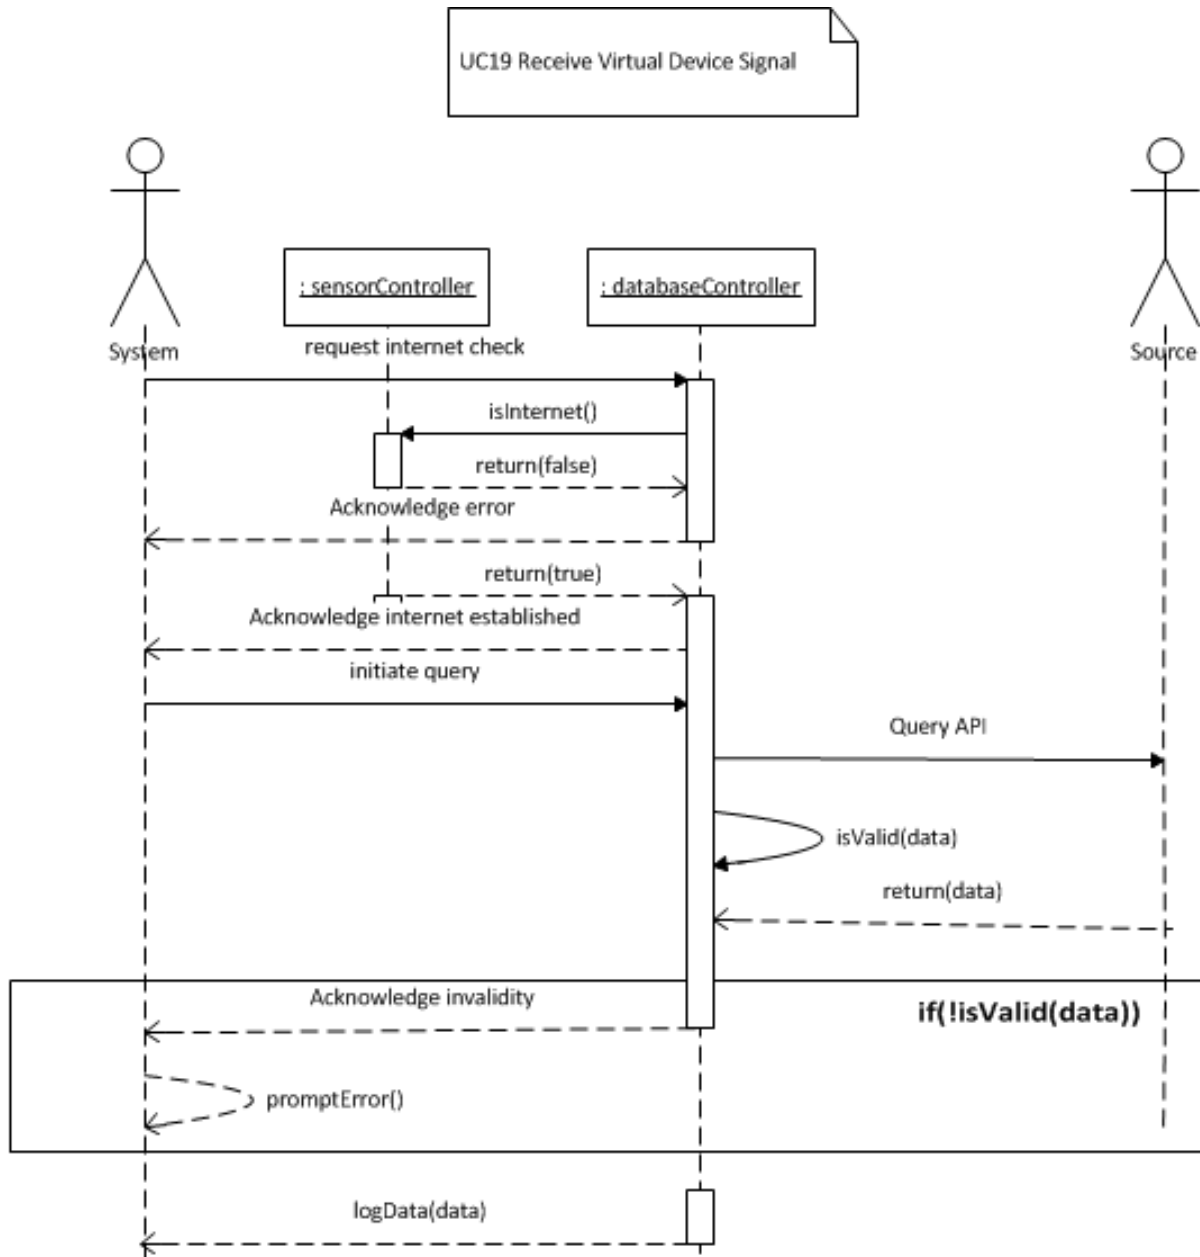 UC19 Receive Virtual Device Signal
: sensorController
: databaseController
System
request internet check
Source
isInternet()
return(false)
Acknowledge error
return(true)
Acknowledge internet established
initiate query
Query API
isValid(data)
return(data)
Acknowledge invalidity
if(!isValid(data))
promptError()
logData(data)